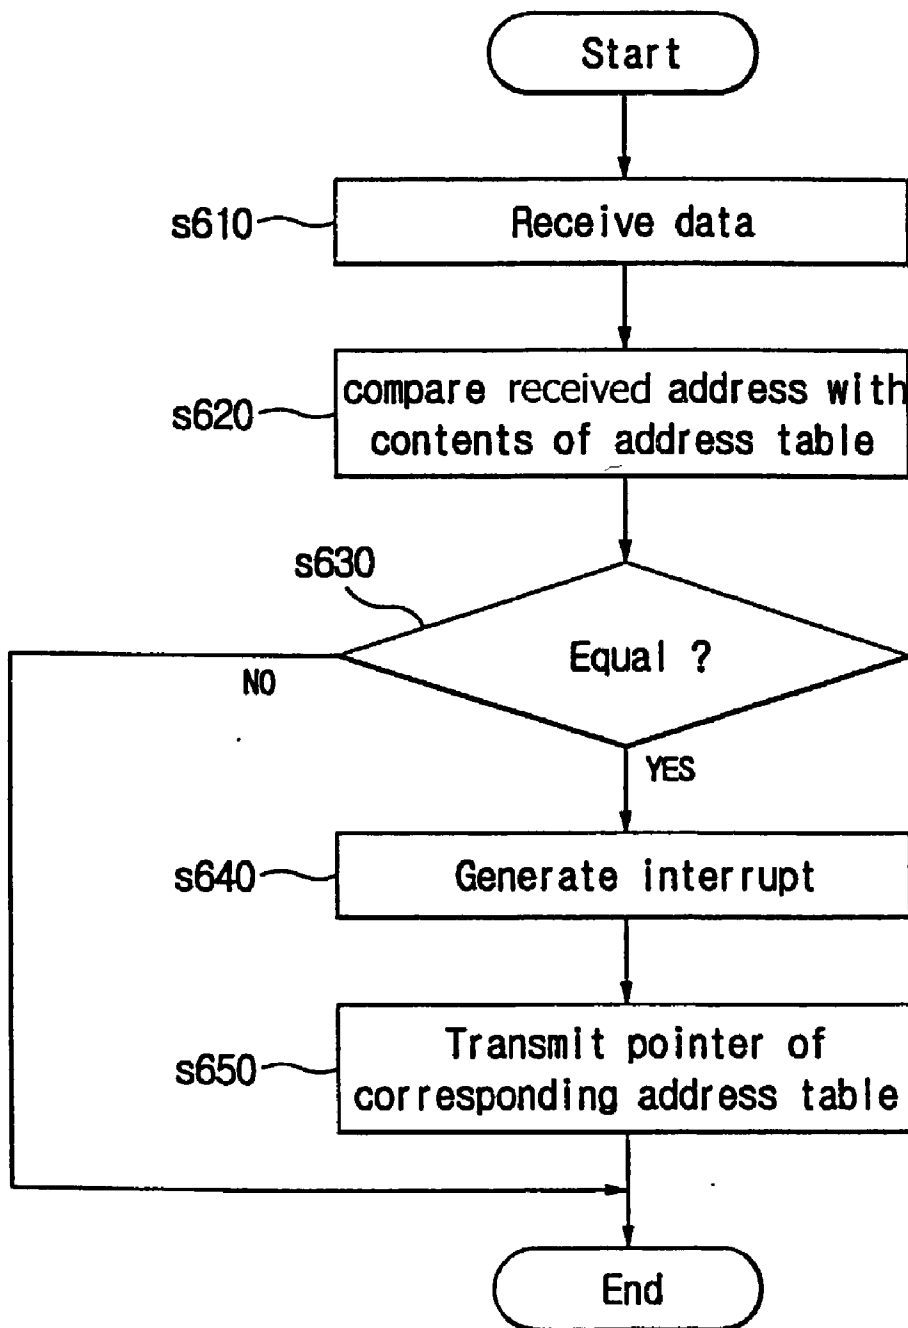 Start
s610
Receive data
s620
compare received address with
contents of address table
s630
Equal ?
NO
YES
s640
Generate interrupt
s650
Transmit pointer of
corresponding address table
End